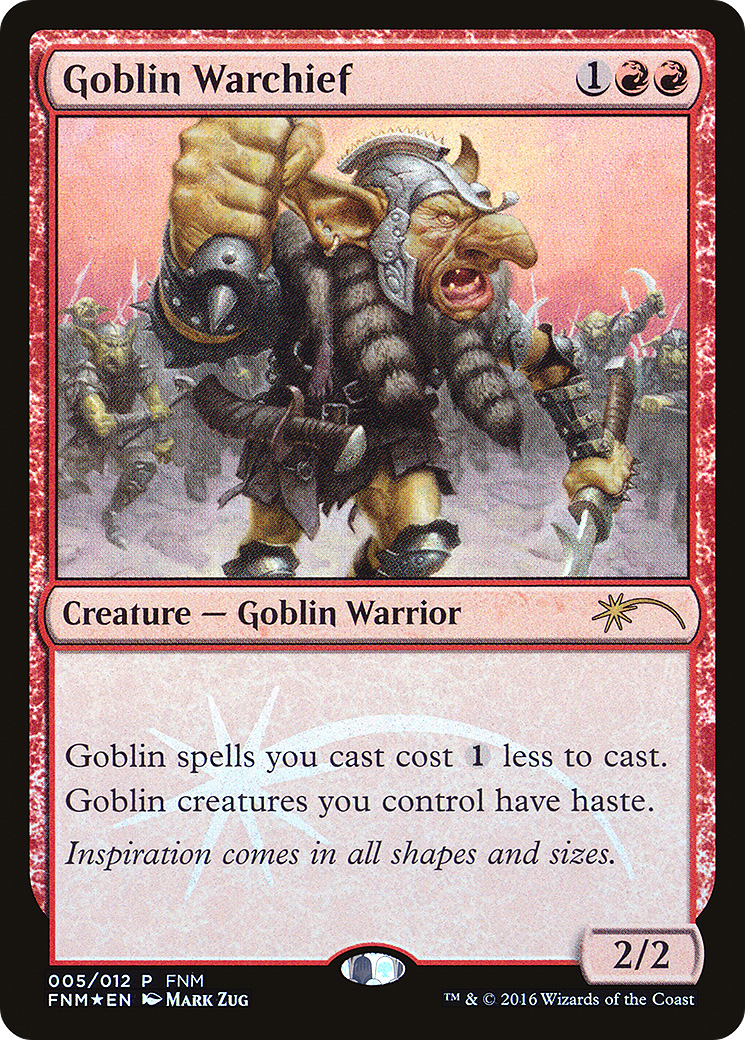 Goblin Warchief 1
Creature — Goblin Warrior
Goblin spells you cast cost 1 less to cast.
Goblin creatures you control have haste.
Inspiration comes in all shapes and sizes.
2/2
005/012 P FNM
FNM★EN Mark Zug
™ & © 2016 Wizards of the Coast